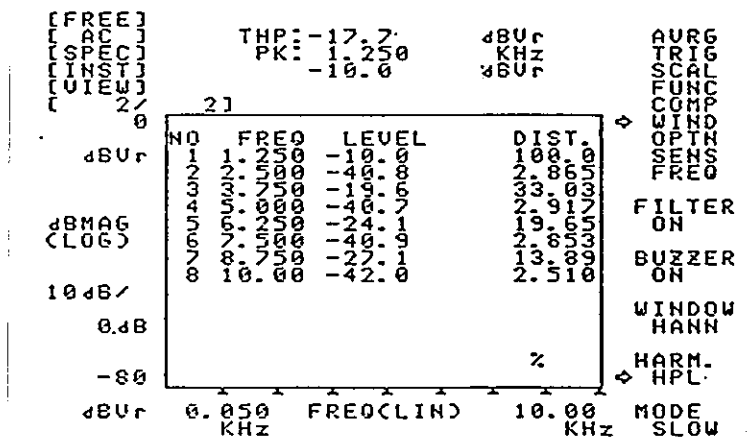 [FREE]
[ AC ] THP:-17.7 dBVr AVRG
[SPEC] PK: 1.250 KHz TRIG
[INST] -10.0 dBVr SCAL
[VIEW] FUNC
[ 2/ 2] COMP
0 WIND
NO FREQ LEVEL DIST. OPTN
dBVr 1 1.250 -10.0 100.0 SENS
2 2.500 -40.8 2.865 FREQ
3 3.750 -19.6 33.03
4 5.000 -40.7 2.917 FILTER
dBMAG 5 6.250 -24.1 19.65 ON
(LOG) 6 7.500 -40.9 2.853
7 8.750 -27.1 13.89 BUZZER
8 10.00 -42.0 2.510 ON
10dB/
WINDOW
0.dB HANN
% HARM.
-80 HPL
dBVr 0.050 FREQ(LIN) 10.00 MODE
KHz KHz SLOW